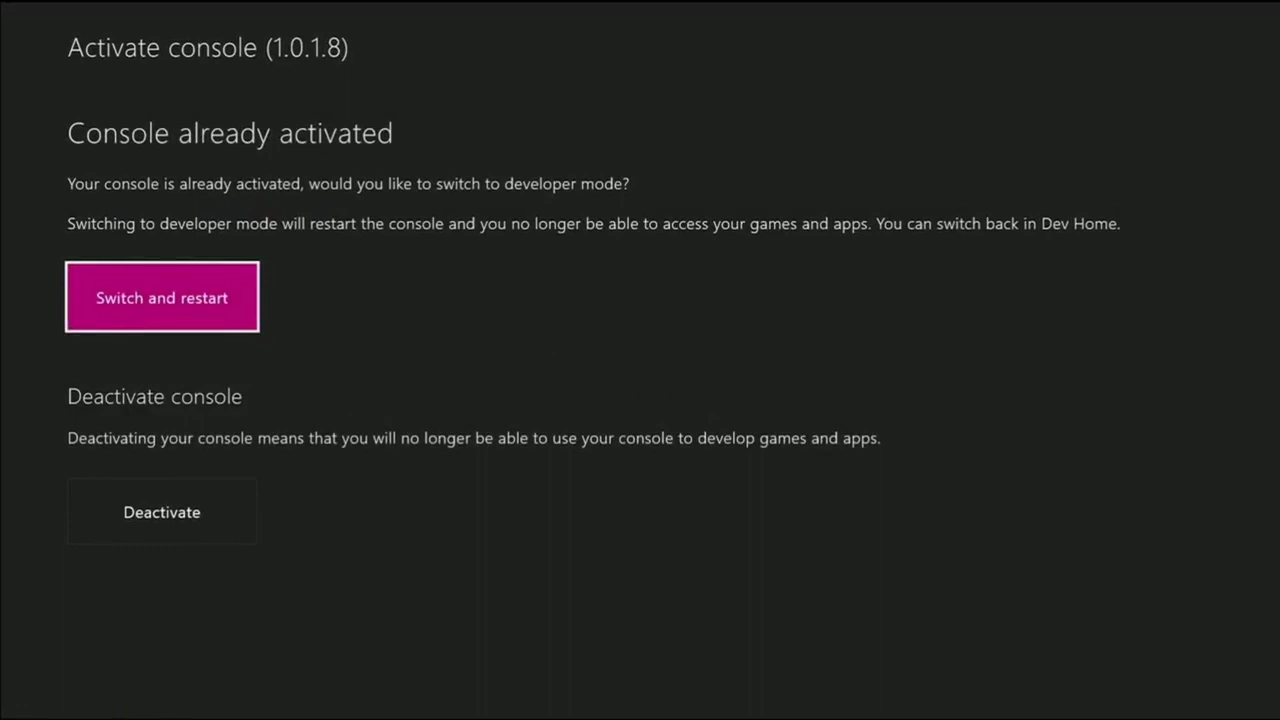 Activate console (1.0.1.8)
Console already activated
Your console is already activated, would you like to switch to developer mode?
Switching to developer mode will restart the console and you no longer be able to access your games and apps. You can switch back in Dev Home.
Switch and restart
Deactivate console
Deactivating your console means that you will no longer be able to use your console to develop games and apps.
Deactivate